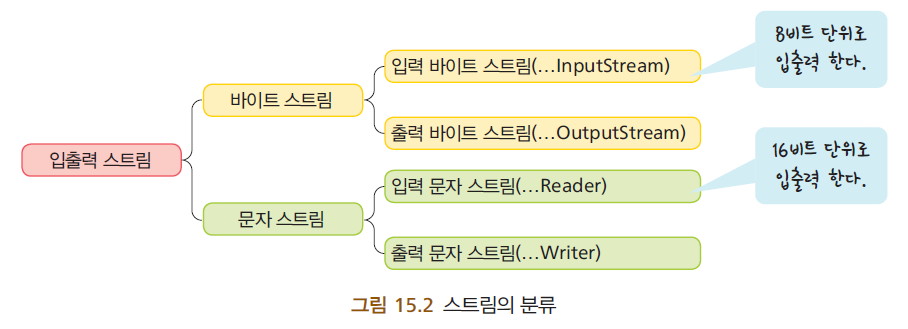 입출력 스트림
바이트 스트림
입력 바이트 스트림(...InputStream)
8비트 단위로
입출력 한다.
출력 바이트 스트림(...OutputStream)
문자 스트림
입력 문자 스트림(...Reader)
16비트 단위로
입출력 한다.
출력 문자 스트림(...Writer)
그림 15.2 스트림의 분류